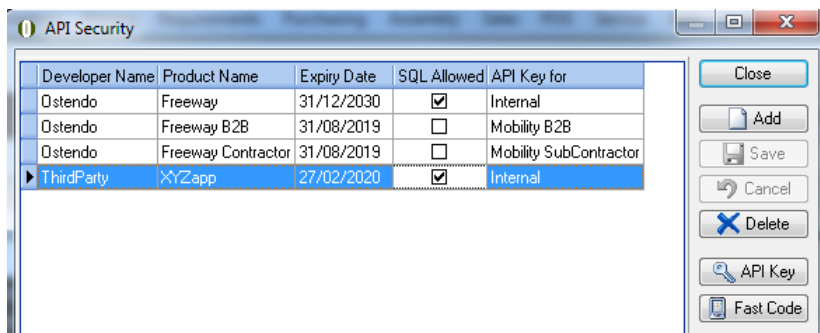 API Security
Developer Name Product Name Expiry Date SQL Allowed API Key for
Ostendo Freeway 31/12/2030 Internal
Ostendo Freeway B2B 31/08/2019 Mobility B2B
Ostendo Freeway Contractor 31/08/2019 Mobility SubContractor
ThirdParty XYZapp 27/02/2020 Internal
Close
Add
Save
Cancel
Delete
API Key
Fast Code